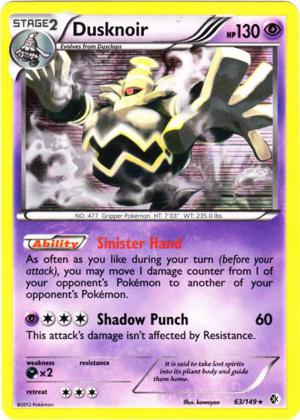 STAGE2
Dusknoir
HP130
Evolves from Dusclops
NO. 477 Gripper Pokémon HT: 7'03" WT: 235.0 lbs.
Ability Sinister Hand
As often as you like during your turn (before your
attack), you may move 1 damage counter from 1 of
your opponent's Pokémon to another of your
opponent's Pokémon.
Shadow Punch 60
This attack's damage isn't affected by Resistance.
weakness resistance
×2
retreat
It is said to take lost spirits
into its pliant body and
guide them home.
©2012 Pokémon
Illus. kawayoo
63/149★